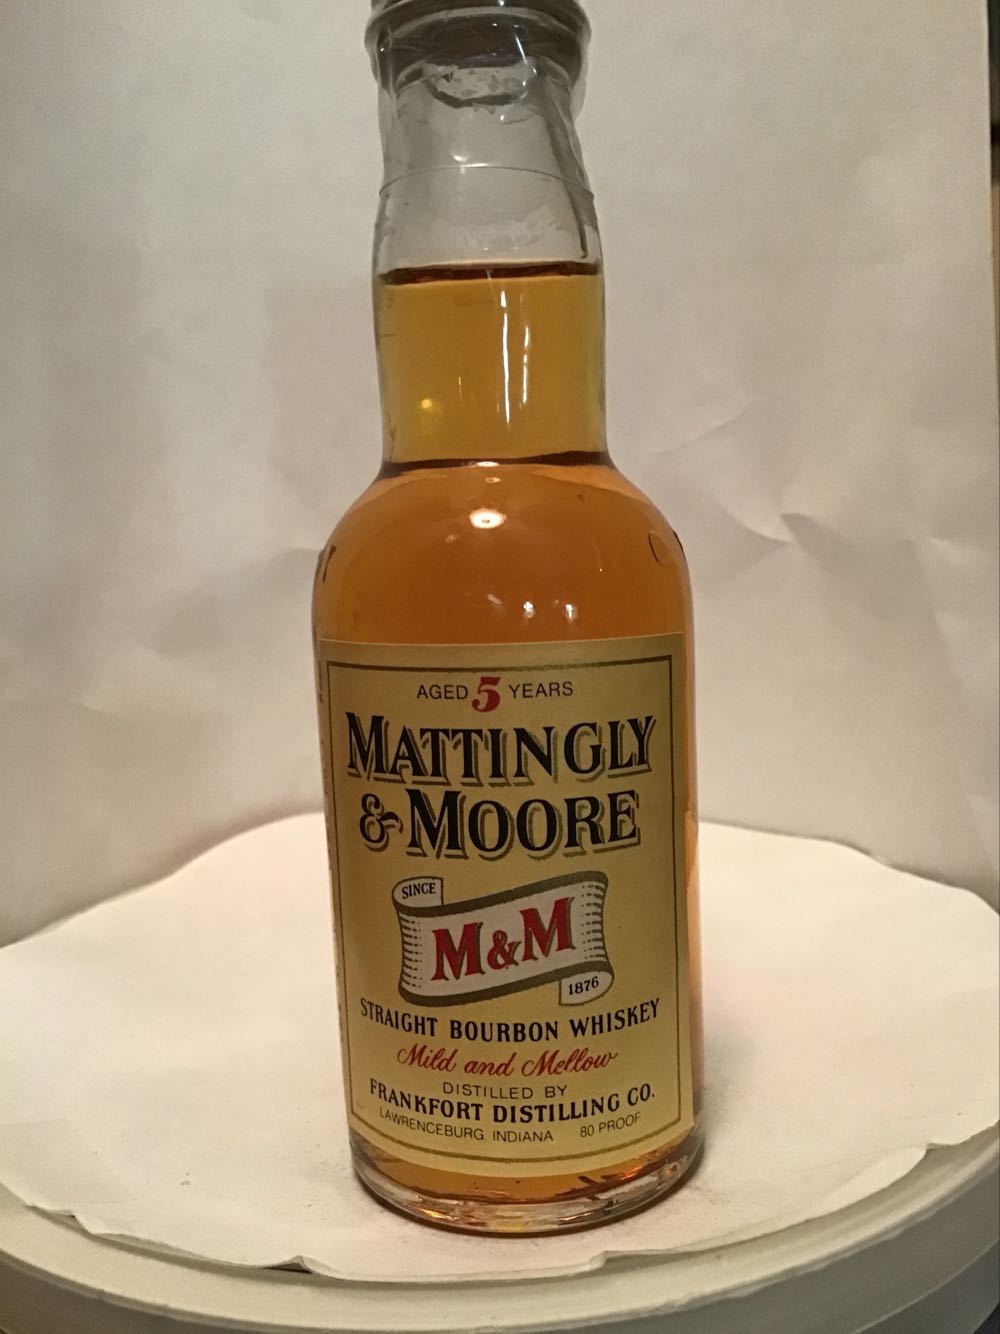 AGED 5 YEARS
MATTINGLY
& MOORE
SINCE
M&M
1876
STRAIGHT BOURBON WHISKEY
Mild and Mellow
DISTILLED BY
FRANKFORT DISTILLING CO.
LAWRENCEBURG, INDIANA 80 PROOF